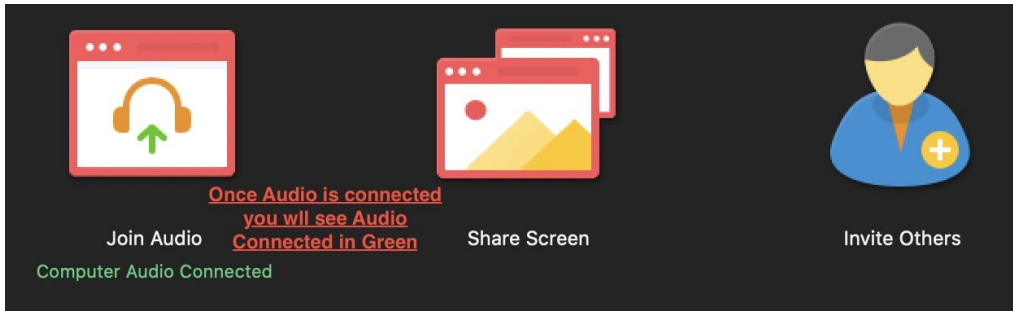 Once Audio is connected
you wll see Audio
Connected in Green
Join Audio
Share Screen
Invite Others
Computer Audio Connected